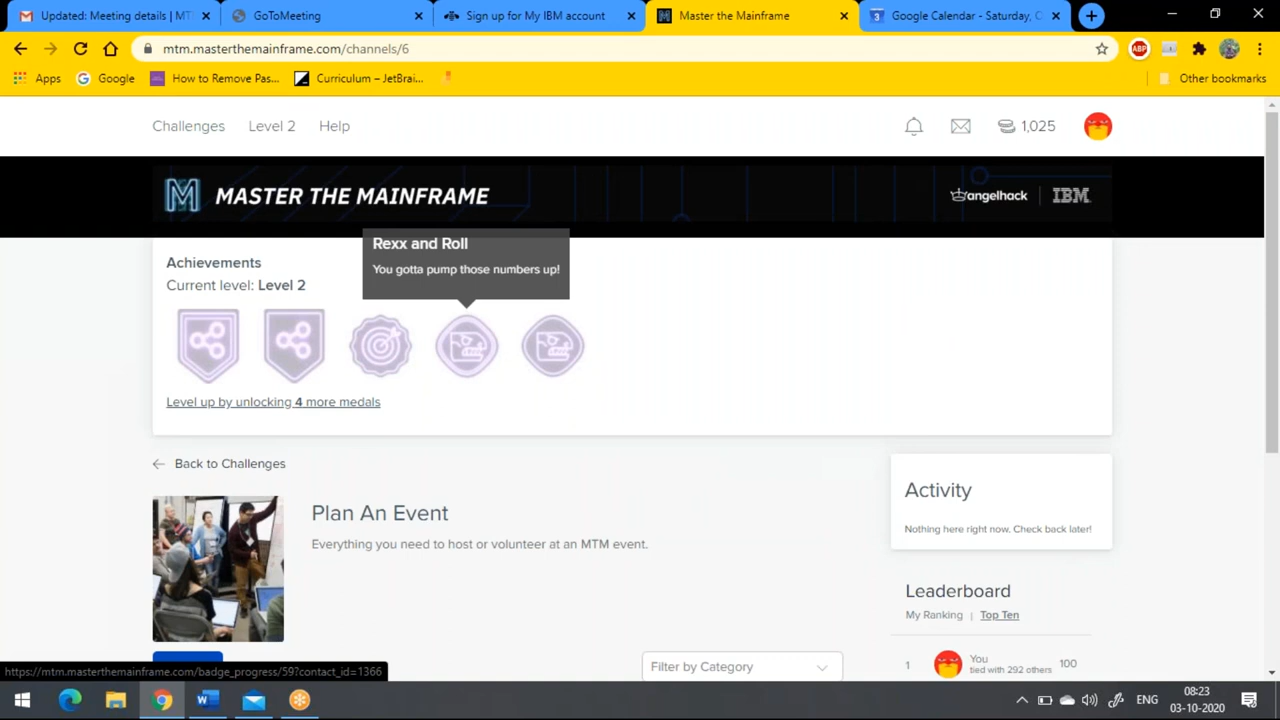 Updated: Meeting details | MT
GoToMeeting
Sign up for My IBM account
Master the Mainframe
Google Calendar - Saturday, O
mtm.masterthemainframe.com/channels/6
ABP
Apps
Google
How to Remove Pas...
Curriculum – JetBrai...
Other bookmarks
Challenges
Level 2
Help
1,025
M MASTER THE MAINFRAME
angelhack | IBM
Rexx and Roll
You gotta pump those numbers up!
Achievements
Current level: Level 2
Level up by unlocking 4 more medals
Back to Challenges
Plan An Event
Everything you need to host or volunteer at an MTM event.
Activity
Nothing here right now. Check back later!
Leaderboard
My Ranking | Top Ten
Filter by Category
1
You
tied with 292 others
100
https://mtm.masterthemainframe.com/badge_progress/59?contact_id=1366
ENG
08:23
03-10-2020